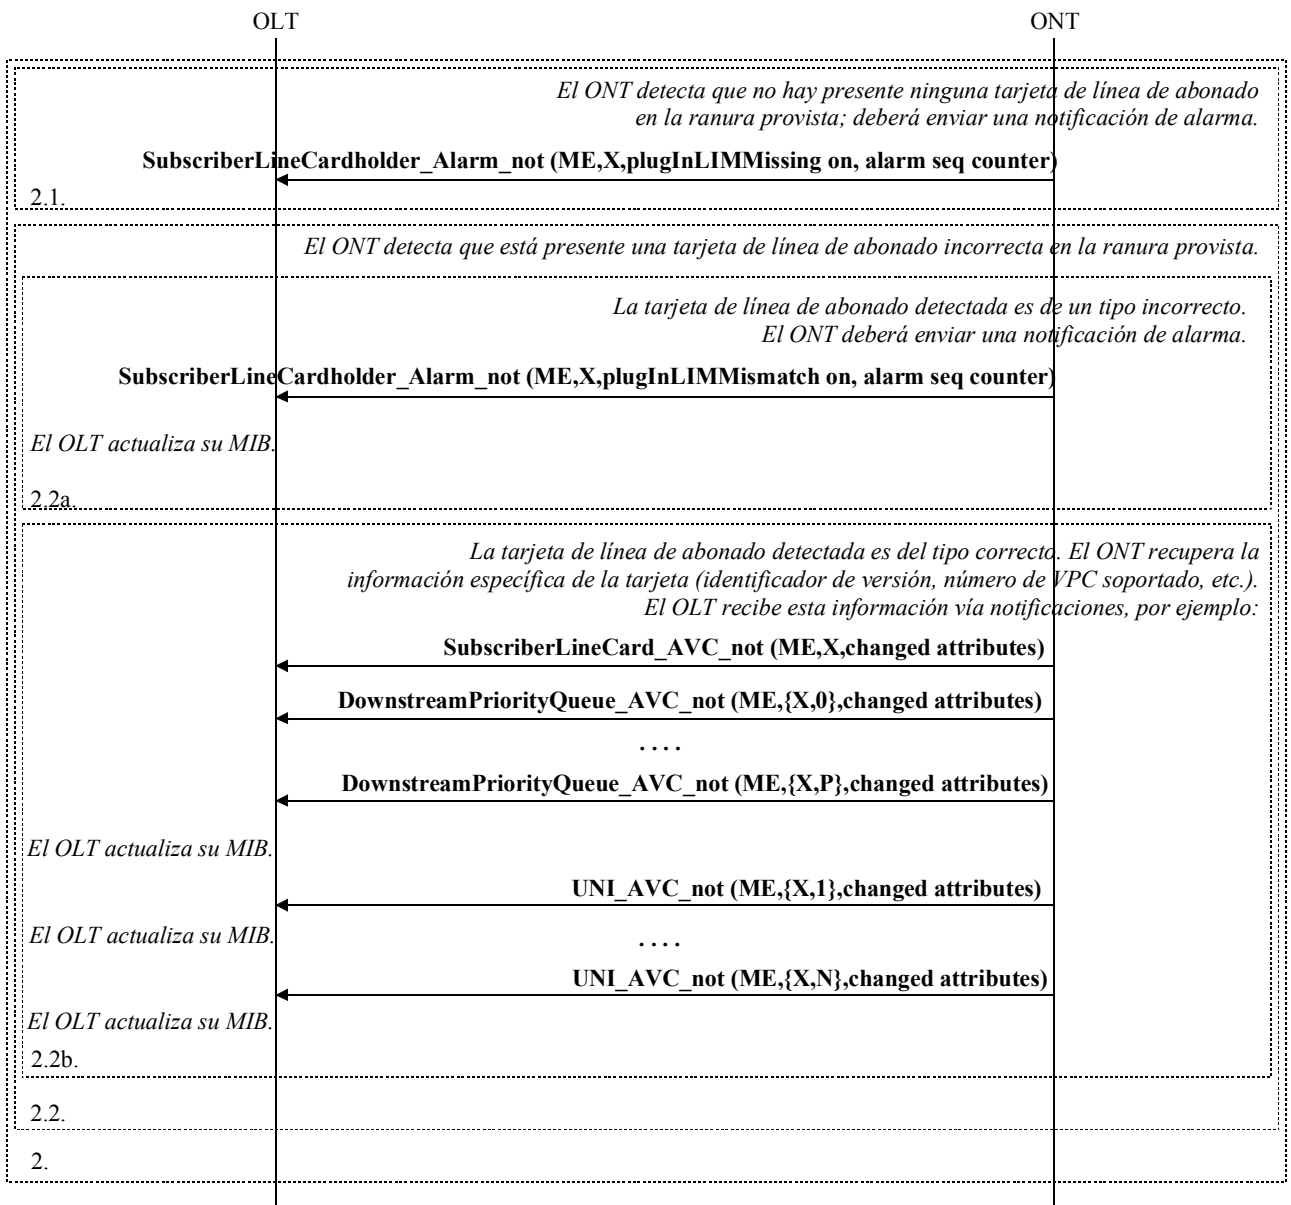 OLT
ONT
El ONT detecta que no hay presente ninguna tarjeta de línea de abonado
en la ranura provista; deberá enviar una notificación de alarma.
SubscriberLineCardholder_Alarm_not (ME,X,plugInLIMMissing on, alarm seq counter)
2.1.
El ONT detecta que está presente una tarjeta de línea de abonado incorrecta en la ranura provista.
La tarjeta de línea de abonado detectada es de un tipo incorrecto.
El ONT deberá enviar una notificación de alarma.
SubscriberLineCardholder_Alarm_not (ME,X,plugInLIMMismatch on, alarm seq counter)
El OLT actualiza su MIB.
2.2a.
La tarjeta de línea de abonado detectada es del tipo correcto. El ONT recupera la
información específica de la tarjeta (identificador de versión, número de VPC soportado, etc.).
El OLT recibe esta información vía notificaciones, por ejemplo:
SubscriberLineCard_AVC_not (ME,X,changed attributes)
DownstreamPriorityQueue_AVC_not (ME,{X,0},changed attributes)
. . . .
DownstreamPriorityQueue_AVC_not (ME,{X,P},changed attributes)
El OLT actualiza su MIB.
UNI_AVC_not (ME,{X,1},changed attributes)
El OLT actualiza su MIB.
. . . .
UNI_AVC_not (ME,{X,N},changed attributes)
El OLT actualiza su MIB.
2.2b.
2.2.
2.